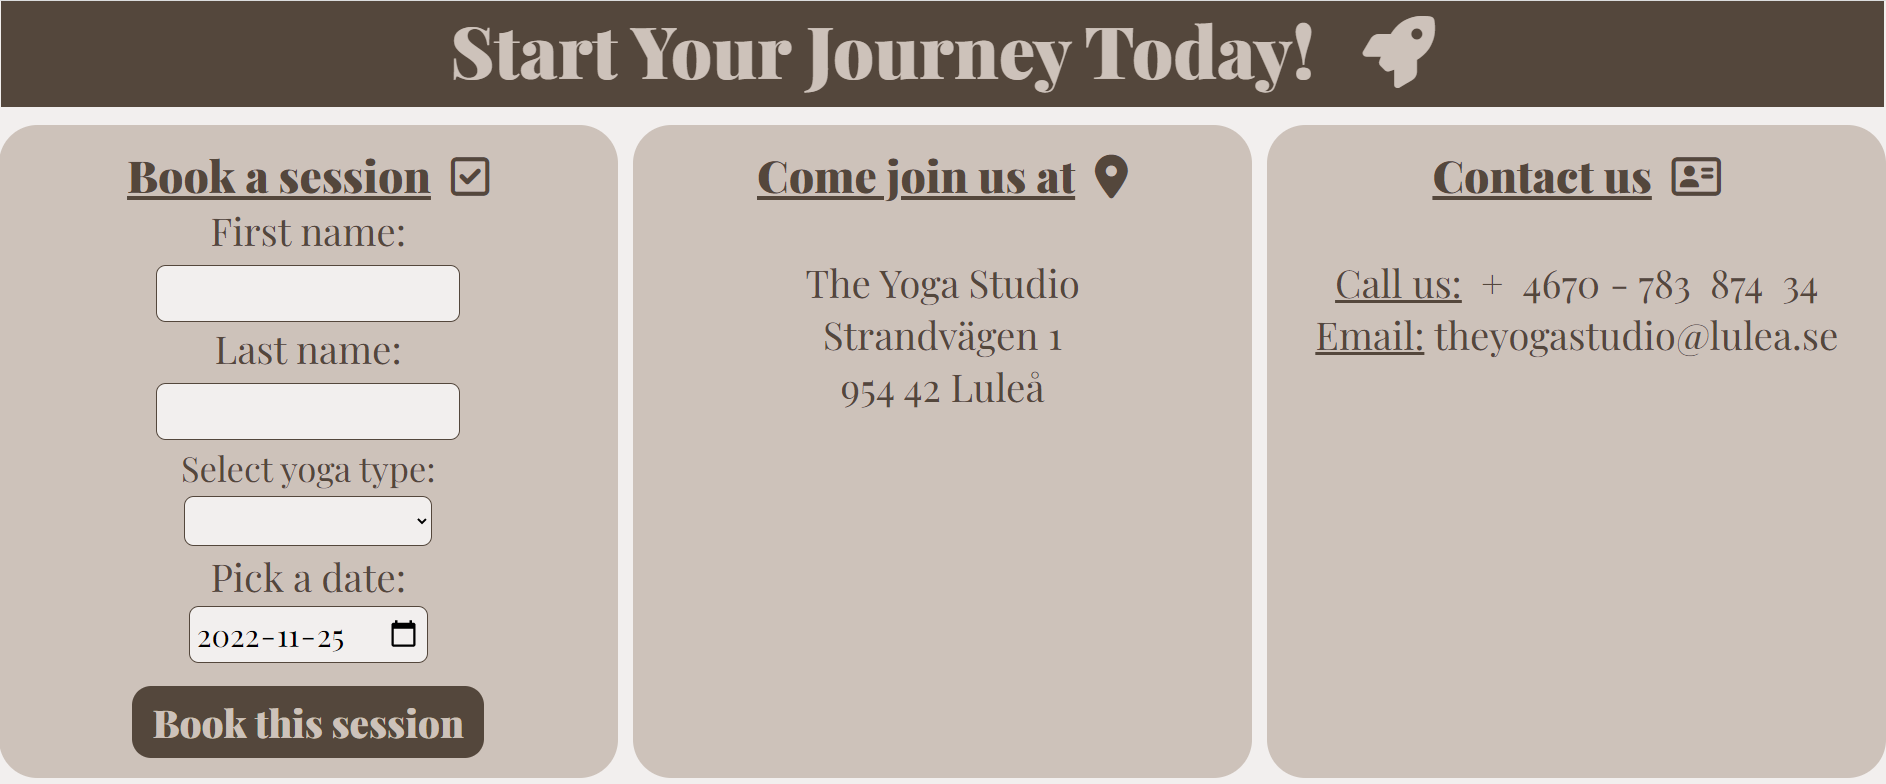 Start Your Journey Today!
Book a session
First name:
Last name:
Select yoga type:
Pick a date:
2022-11-25
Book this session
Come join us at
The Yoga Studio
Strandvägen 1
954 42 Luleå
Contact us
Call us: + 4670 - 783 874 34
Email: theyogastudio@lulea.se